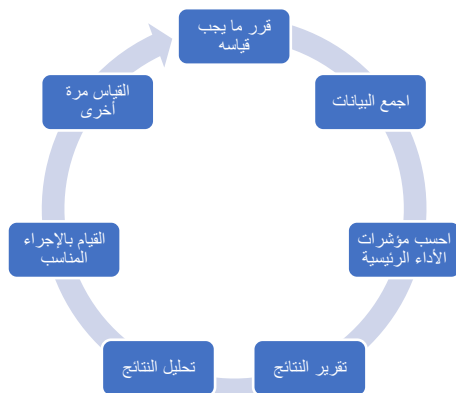 قرر ما يجب
قياسه
اجمع البيانات
احسب مؤشرات
الأداء الرئيسية
تقرير النتائج
تحليل النتائج
القيام بالإجراء
المناسب
القياس مرة
أخرى